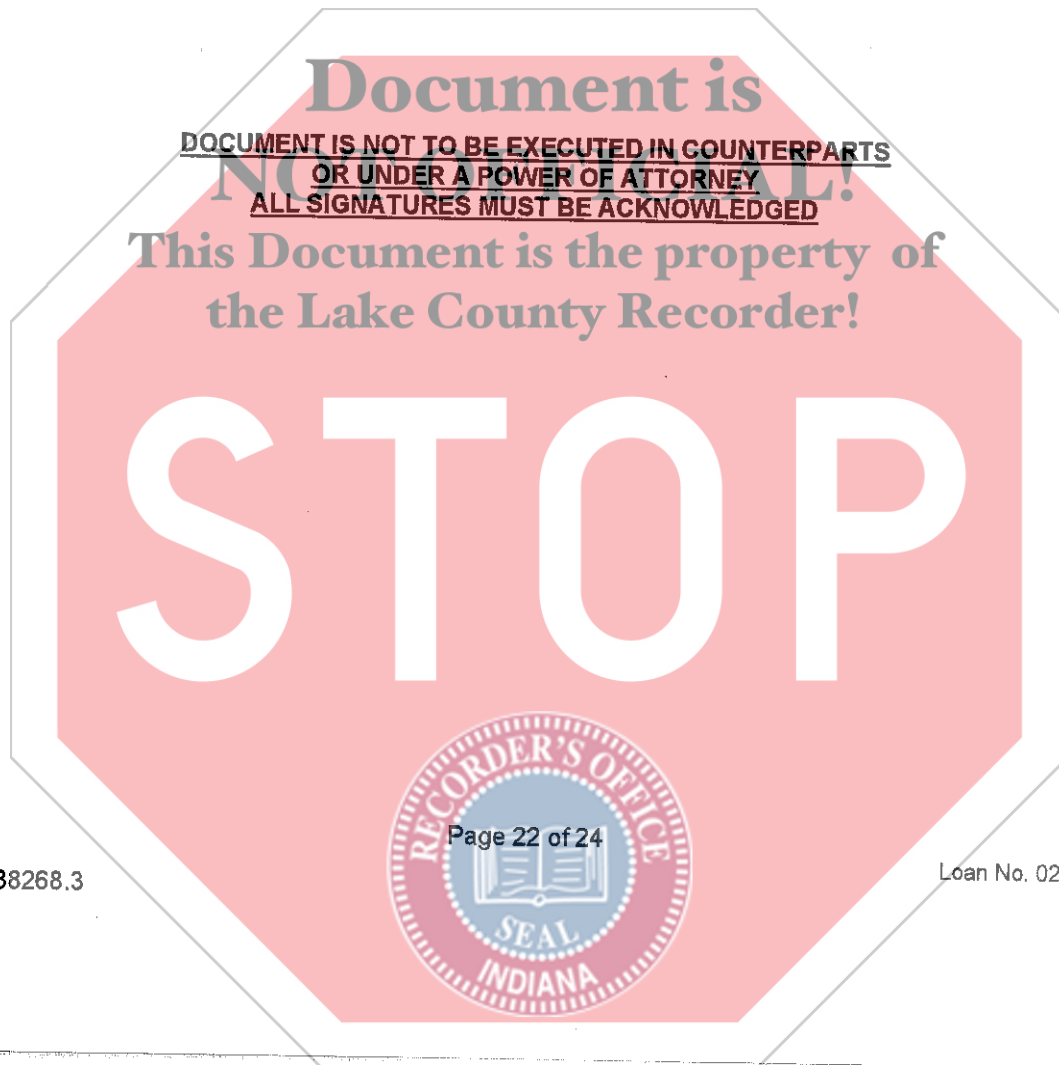 Document is
DOCUMENT IS NOT TO BE EXECUTED IN COUNTERPARTS
NOT OFFICIAL!
OR UNDER A POWER OF ATTORNEY
ALL SIGNATURES MUST BE ACKNOWLEDGED
This Document is the property of
the Lake County Recorder!
STOP
RECORDER'S OFFICE
Page 22 of 24
38268.3
Loan No. 02
SEAL
INDIANA